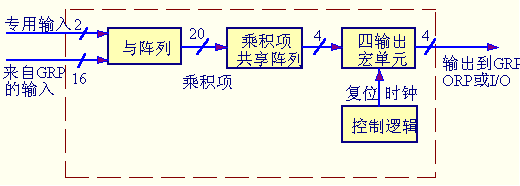 专用输入2
来自GRP
的输入
16
与阵列
20
乘积项
乘积项
共享阵列
4
四输出
宏单元
4
输出到GRP
ORP或I/O
复位 时钟
控制逻辑